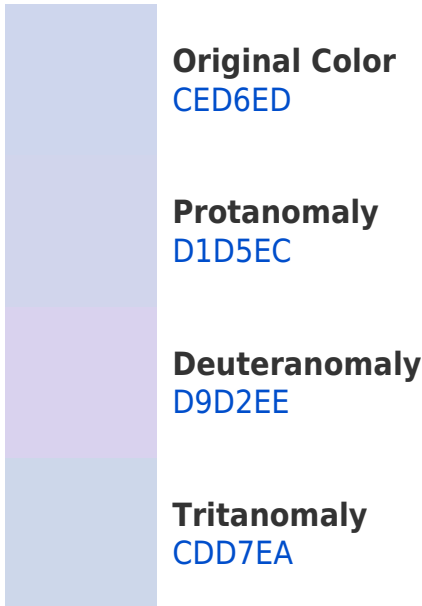 Original Color
CED6ED
Protanomaly
D1D5EC
Deuteranomaly
D9D2EE
Tritanomaly
CDD7EA